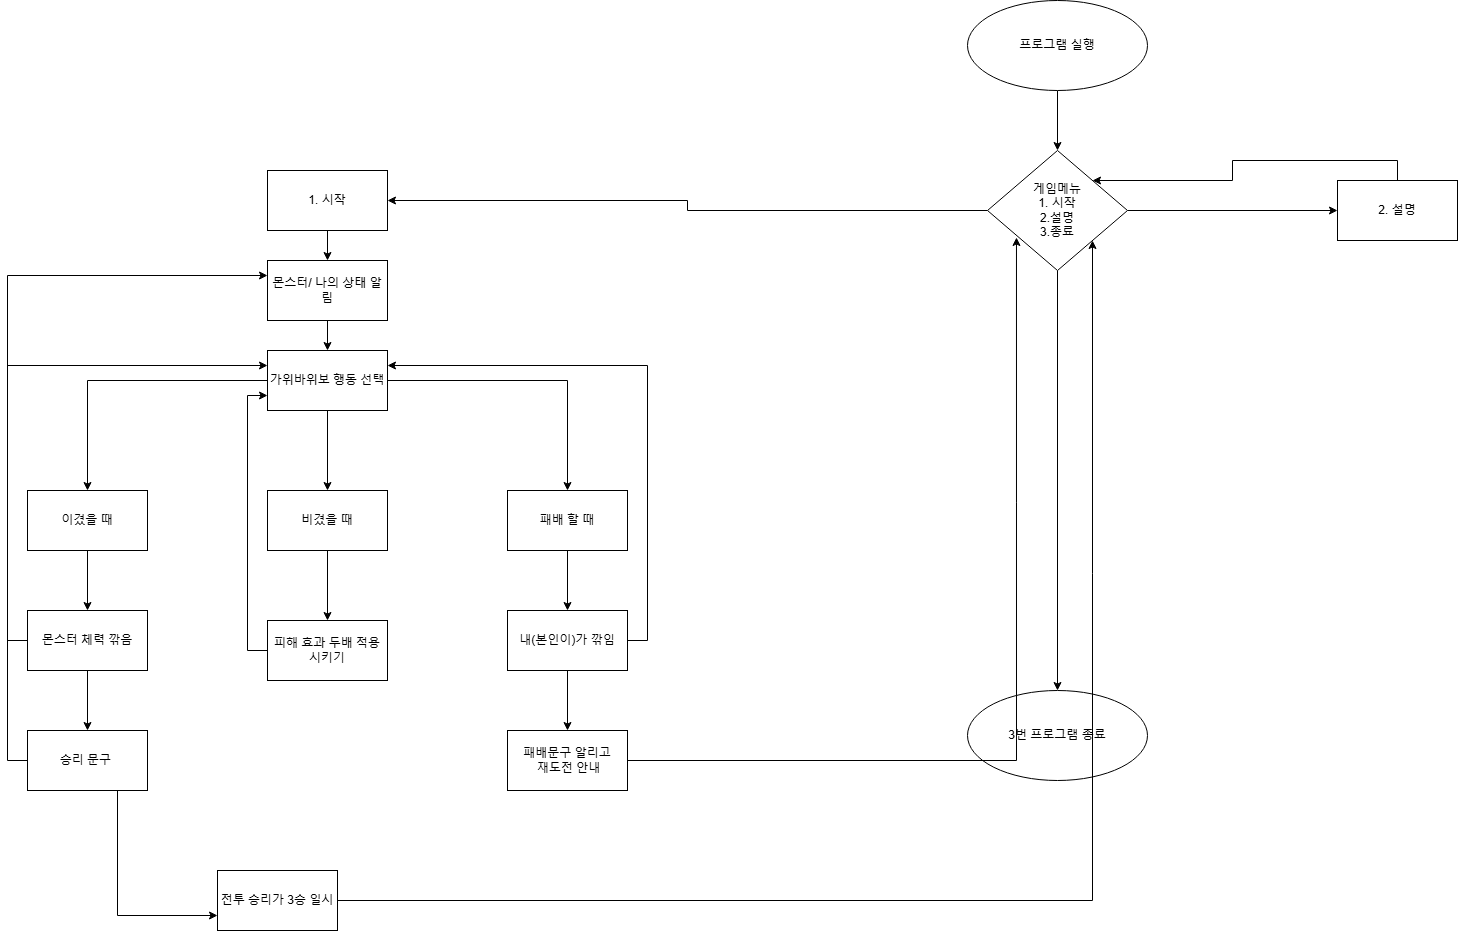 프로그램 실행
게임메뉴
1. 시작
2.설명
3.종료
2. 설명
1. 시작
몬스터/ 나의 상태 알
림
가위바위보 행동 선택
이겼을 때
비겼을 때
패배 할 때
몬스터 체력 깎음
피해 효과 두배 적용
시키기
내(본인이)가 깎임
승리 문구
패배문구 알리고
재도전 안내
3번 프로그램 종료
전투 승리가 3승 일시